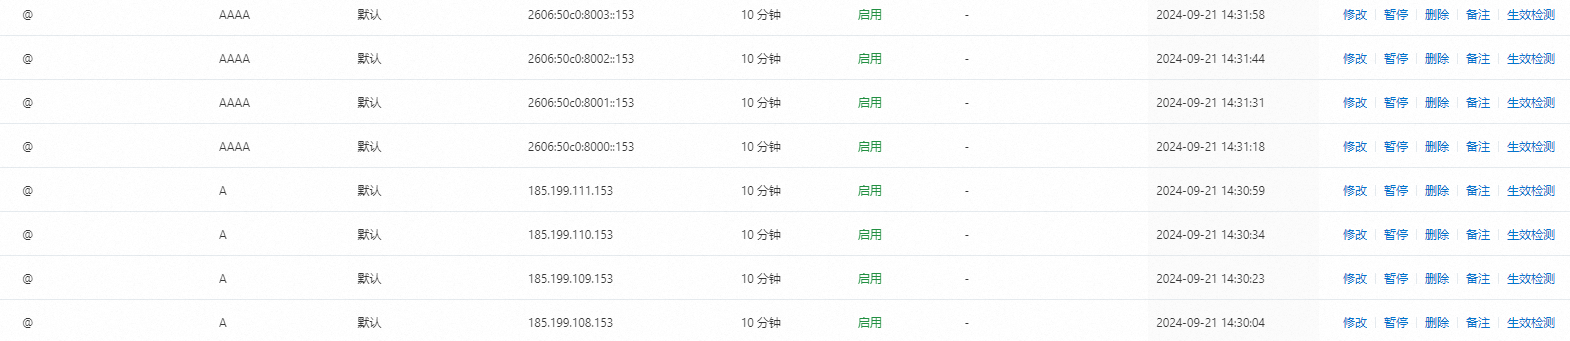 @ AAAA 默认 2606:50c0:8003::153 10 分钟 启用 - 2024-09-21 14:31:58 修改 暂停 删除 备注 生效检测
@ AAAA 默认 2606:50c0:8002::153 10 分钟 启用 - 2024-09-21 14:31:44 修改 暂停 删除 备注 生效检测
@ AAAA 默认 2606:50c0:8001::153 10 分钟 启用 - 2024-09-21 14:31:31 修改 暂停 删除 备注 生效检测
@ AAAA 默认 2606:50c0:8000::153 10 分钟 启用 - 2024-09-21 14:31:18 修改 暂停 删除 备注 生效检测
@ A 默认 185.199.111.153 10 分钟 启用 - 2024-09-21 14:30:59 修改 暂停 删除 备注 生效检测
@ A 默认 185.199.110.153 10 分钟 启用 - 2024-09-21 14:30:34 修改 暂停 删除 备注 生效检测
@ A 默认 185.199.109.153 10 分钟 启用 - 2024-09-21 14:30:23 修改 暂停 删除 备注 生效检测
@ A 默认 185.199.108.153 10 分钟 启用 - 2024-09-21 14:30:04 修改 暂停 删除 备注 生效检测